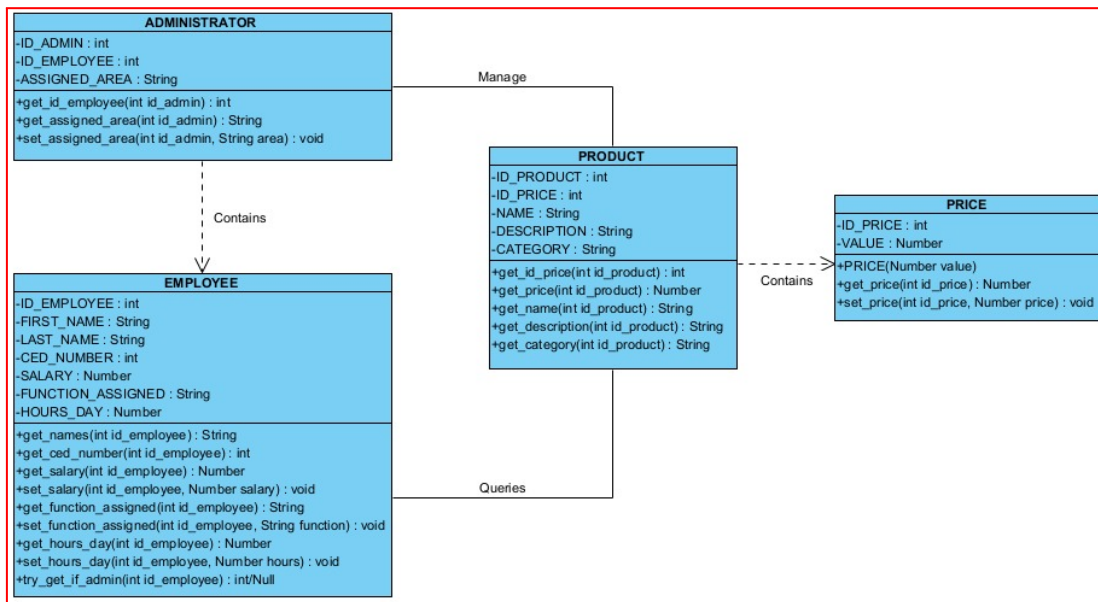 ADMINISTRATOR
-ID_ADMIN : int
-ID_EMPLOYEE : int
-ASSIGNED_AREA : String
+get_id_employee(int id_admin) : int
+get_assigned_area(int id_admin) : String
+set_assigned_area(int id_admin, String area) : void
Manage
Contains
PRODUCT
-ID_PRODUCT : int
-ID_PRICE : int
-NAME : String
-DESCRIPTION : String
-CATEGORY : String
+get_id_price(int id_product) : int
+get_price(int id_product) : Number
+get_name(int id_product) : String
+get_description(int id_product) : String
+get_category(int id_product) : String
Contains
PRICE
-ID_PRICE : int
-VALUE : Number
+PRICE(Number value)
+get_price(int id_price) : Number
+set_price(int id_price, Number price) : void
EMPLOYEE
-ID_EMPLOYEE : int
-FIRST_NAME : String
-LAST_NAME : String
-CED_NUMBER : int
-SALARY : Number
-FUNCTION_ASSIGNED : String
-HOURS_DAY : Number
+get_names(int id_employee) : String
+get_ced_number(int id_employee) : int
+get_salary(int id_employee) : Number
+set_salary(int id_employee, Number salary) : void
+get_function_assigned(int id_employee) : String
+set_function_assigned(int id_employee, String function) : void
+get_hours_day(int id_employee) : Number
+set_hours_day(int id_employee, Number hours) : void
+try_get_if_admin(int id_employee) : int/Null
Queries